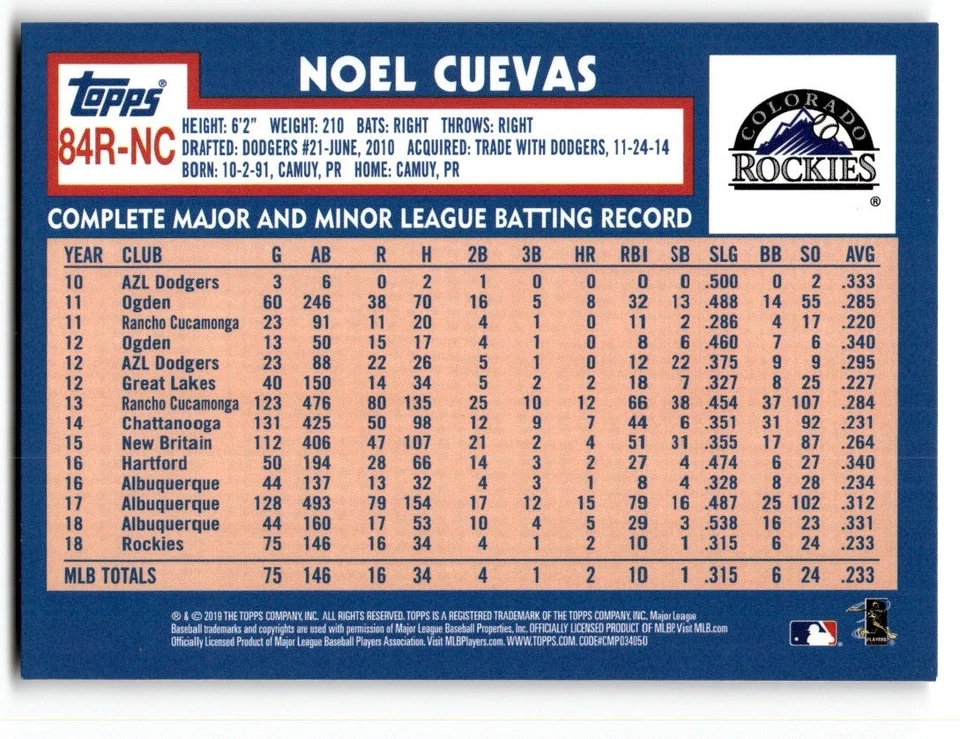 Topps®
84R-NC
NOEL CUEVAS
HEIGHT: 6'2" WEIGHT: 210 BATS: RIGHT THROWS: RIGHT
DRAFTED: DODGERS #21-JUNE, 2010 ACQUIRED: TRADE WITH DODGERS, 11-24-14
BORN: 10-2-91, CAMUY, PR HOME: CAMUY, PR
COLORADO
ROCKIES
®
COMPLETE MAJOR AND MINOR LEAGUE BATTING RECORD
YEAR CLUB G AB R H 2B 3B HR RBI SB SLG BB SO AVG
10 AZL Dodgers 3 6 0 2 1 0 0 0 0 .500 0 2 .333
11 Ogden 60 246 38 70 16 5 8 32 13 .488 14 55 .285
11 Rancho Cucamonga 23 91 11 20 4 1 0 11 2 .286 4 17 .220
12 Ogden 13 50 15 17 4 1 0 8 6 .460 7 6 .340
12 AZL Dodgers 23 88 22 26 5 1 0 12 22 .375 9 9 .295
12 Great Lakes 40 150 14 34 5 2 2 18 7 .327 8 25 .227
13 Rancho Cucamonga 123 476 80 135 25 10 12 66 38 .454 37 107 .284
14 Chattanooga 131 425 50 98 12 9 7 44 6 .351 31 92 .231
15 New Britain 112 406 47 107 21 2 4 51 31 .355 17 87 .264
16 Hartford 50 194 28 66 14 3 2 27 4 .474 6 27 .340
16 Albuquerque 44 137 13 32 4 3 1 8 4 .328 8 28 .234
17 Albuquerque 128 493 79 154 17 12 15 79 16 .487 25 102 .312
18 Albuquerque 44 160 17 53 10 4 5 29 3 .538 16 23 .331
18 Rockies 75 146 16 34 4 1 2 10 1 .315 6 24 .233
MLB TOTALS 75 146 16 34 4 1 2 10 1 .315 6 24 .233
® & © 2019 THE TOPPS COMPANY, INC. ALL RIGHTS RESERVED. TOPPS IS A REGISTERED TRADEMARK OF THE TOPPS COMPANY, INC. Major League
Baseball trademarks and copyrights are used with permission of Major League Baseball Properties, Inc. OFFICIALLY LICENSED PRODUCT OF MLBP. Visit MLB.com
Officially Licensed Product of Major League Baseball Players Association. Visit MLBPlayers.com. WWW.TOPPS.COM. CODE#CMP034050
PLAYERS